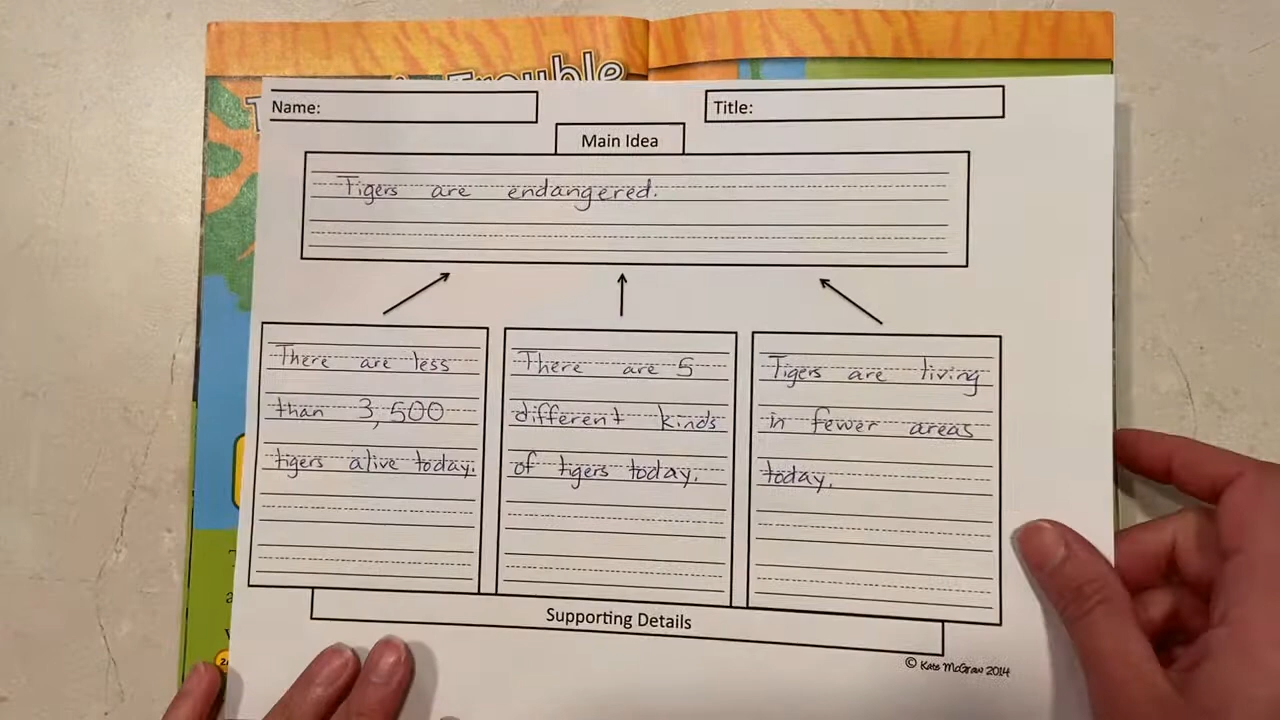 Trouble
Name:
Title:
Main Idea
Tigers are endangered.
There are less
than 3,500
tigers alive today.
There are 5
different kinds
of tigers today.
Tigers are living
in fewer areas
today.
Supporting Details
© Kate McGraw 2014